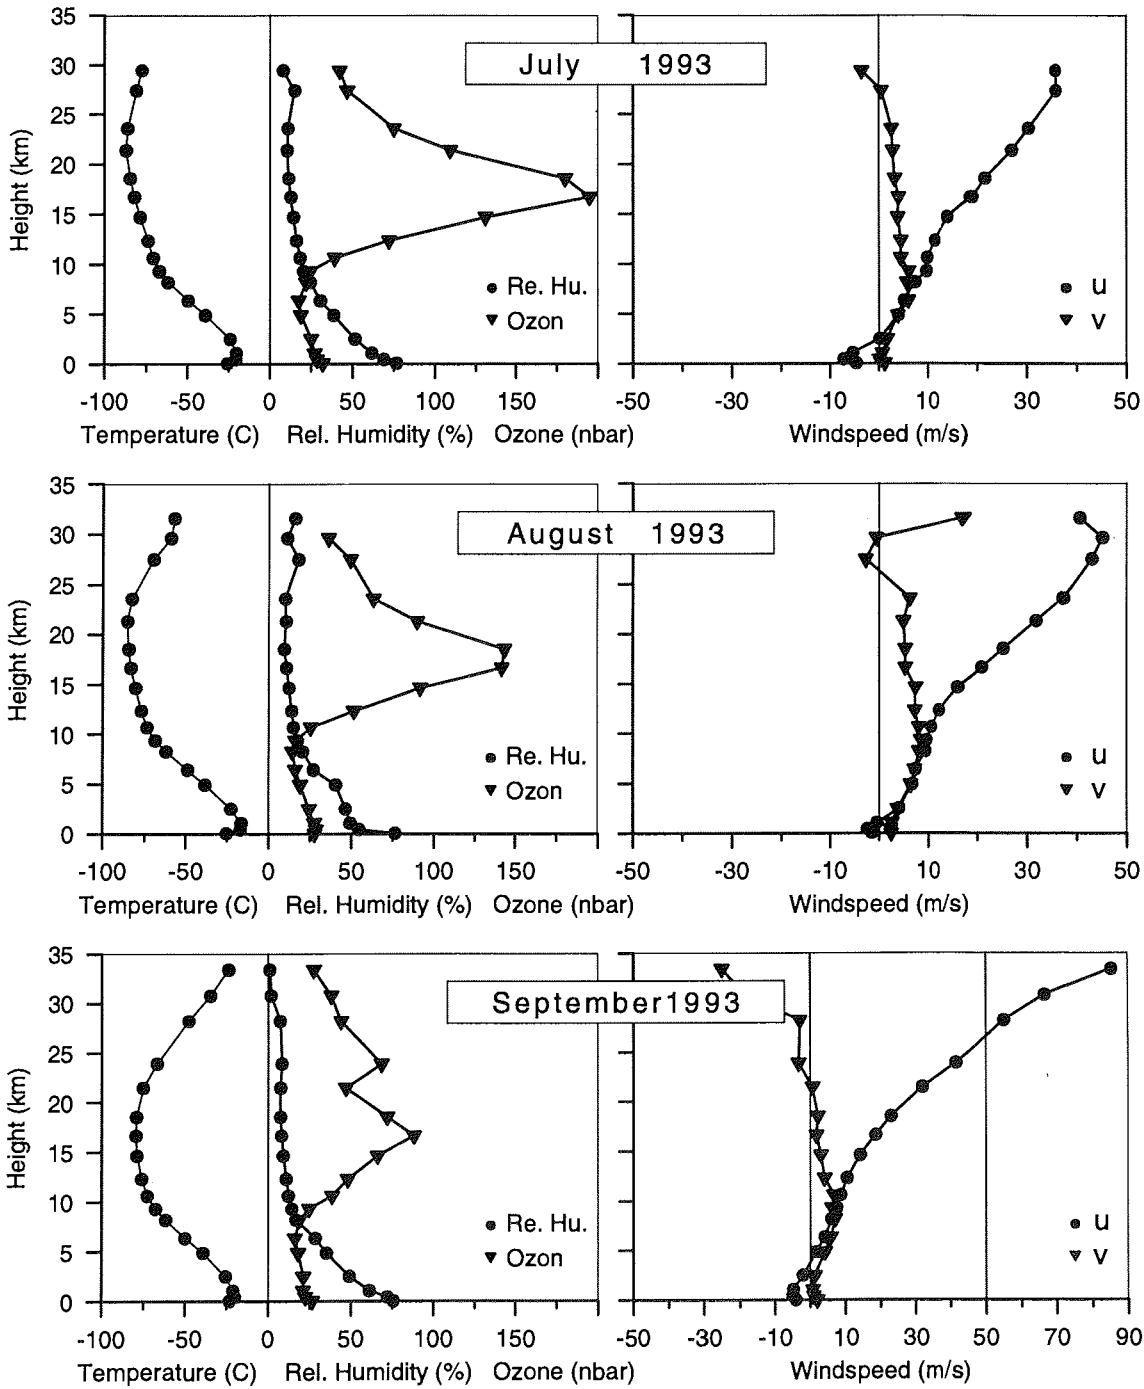 July 1993
35
30
25
20
15
10
5
0
Height (km)
Re. Hu.
Ozon
u
v
-100 -50 0 50 100 150 -50 -10 10 30 50
Temperature (C) Rel. Humidity (%) Ozone (nbar) Windspeed (m/s)
August 1993
35
30
25
20
15
10
5
0
Height (km)
Re. Hu.
Ozon
u
v
-100 -50 0 50 100 150 -50 -10 10 30 50
Temperature (C) Rel. Humidity (%) Ozone (nbar) Windspeed (m/s)
September1993
35
30
25
20
15
10
5
0
Height (km)
Re. Hu.
Ozon
u
v
-100 -50 0 50 100 150 -50 -10 10 30 50 70 90
Temperature (C) Rel. Humidity (%) Ozone (nbar) Windspeed (m/s)